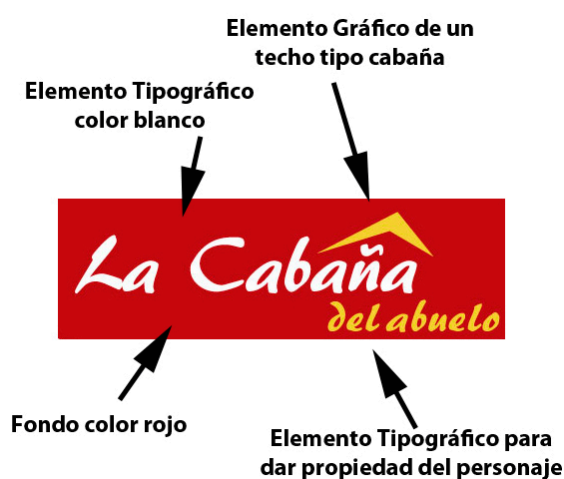 Elemento Gráfico de un
techo tipo cabaña
Elemento Tipográfico
color blanco
La Cabaña
del abuelo
Fondo color rojo
Elemento Tipográfico para
dar propiedad del personaje